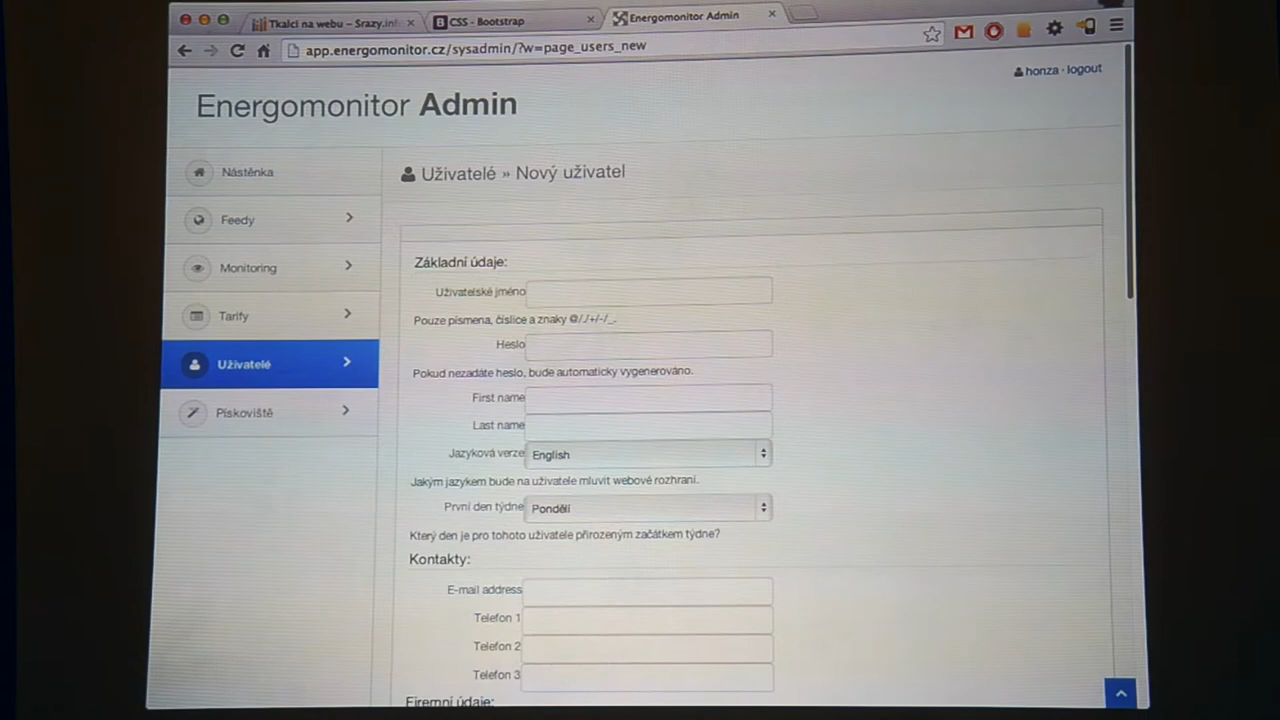 Tkalci na webu – Srazy.inf
CSS - Bootstrap
Energomonitor Admin
app.energomonitor.cz/sysadmin/?w=page_users_new
honza · logout
Energomonitor Admin
Nástěnka
Feedy
Monitoring
Tarify
Uživatelé
Pískoviště
Uživatelé » Nový uživatel
Základní údaje:
Uživatelské jméno
Pouze písmena, číslice a znaky @/./+/-/_.
Heslo
Pokud nezadáte heslo, bude automaticky vygenerováno.
First name
Last name
Jazyková verze
English
Jakým jazykem bude na uživatele mluvit webové rozhraní.
První den týdne
Pondělí
Který den je pro tohoto uživatele přirozeným začátkem týdne?
Kontakty:
E-mail address
Telefon 1
Telefon 2
Telefon 3
Firemní údaje: